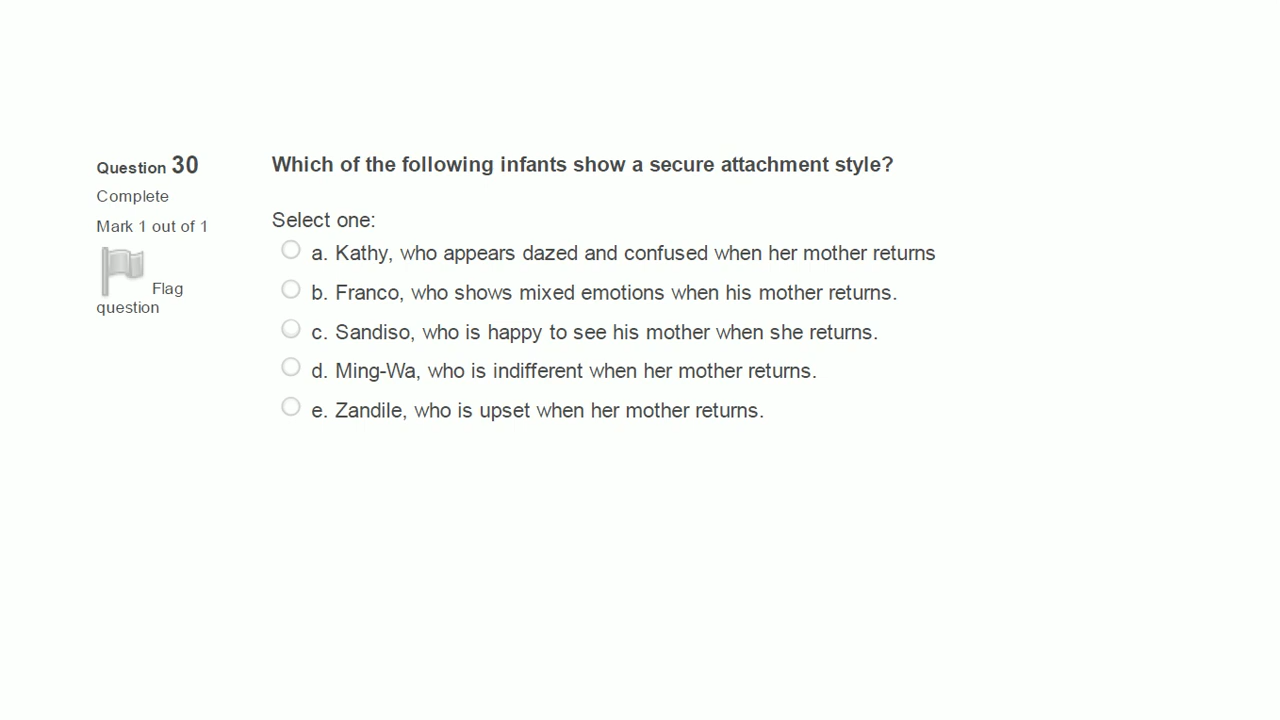 Question 30
Complete
Mark 1 out of 1
Flag
question
Which of the following infants show a secure attachment style?
Select one:
a. Kathy, who appears dazed and confused when her mother returns
b. Franco, who shows mixed emotions when his mother returns.
c. Sandiso, who is happy to see his mother when she returns.
d. Ming-Wa, who is indifferent when her mother returns.
e. Zandile, who is upset when her mother returns.